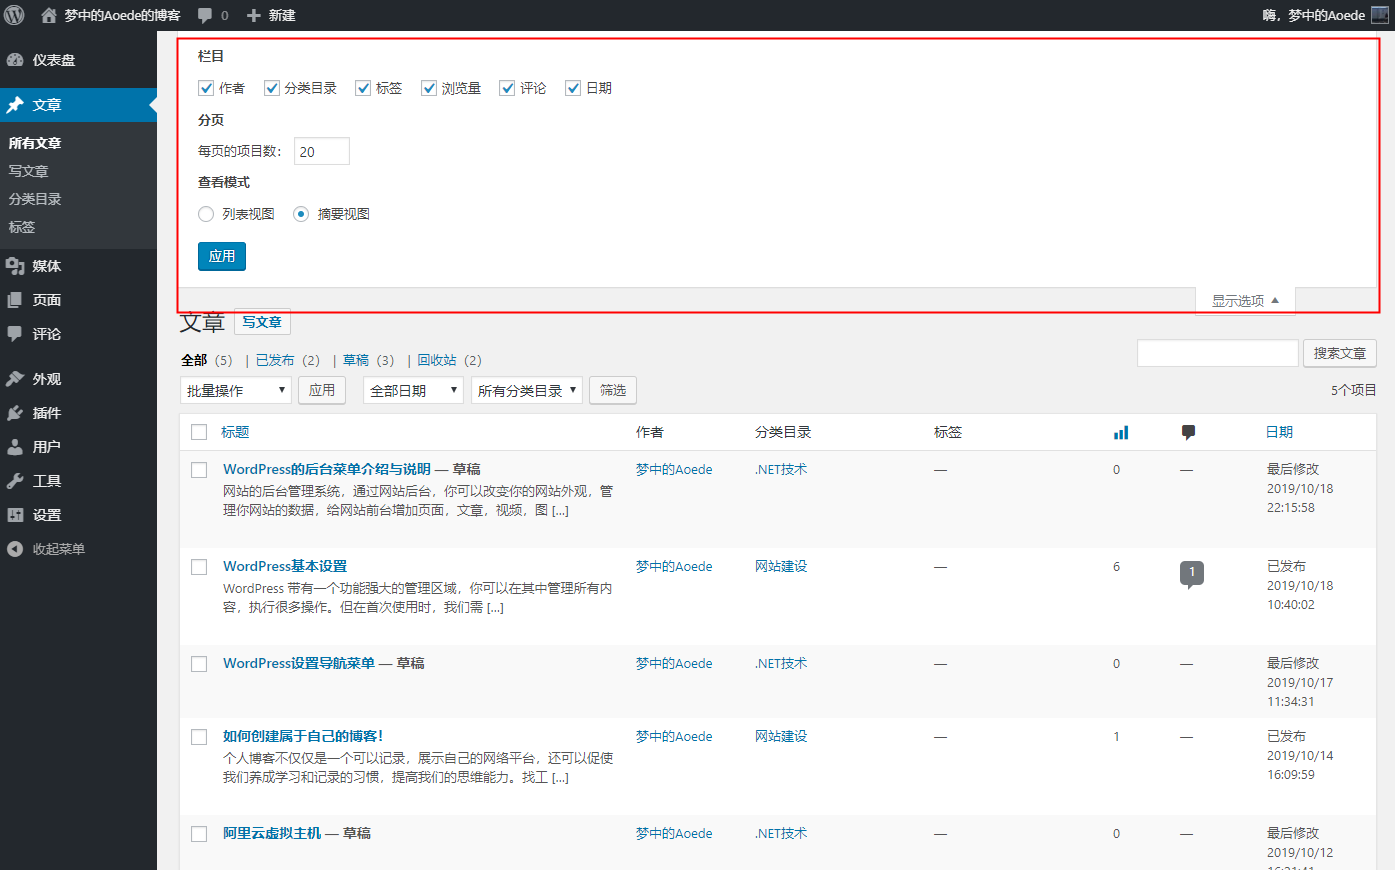 梦中的Aoede的博客 0 新建 嗨，梦中的Aoede
仪表盘
文章
所有文章
写文章
分类目录
标签
媒体
页面
评论
外观
插件
用户
工具
设置
收起菜单
栏目
作者 分类目录 标签 浏览量 评论 日期
分页
每页的项目数： 20
查看模式
列表视图 摘要视图
应用
显示选项
文章 写文章
全部（5） | 已发布（2） | 草稿（3） | 回收站（2）
搜索文章
批量操作 应用 全部日期 所有分类目录 筛选 5个项目
标题 作者 分类目录 标签 日期
WordPress的后台菜单介绍与说明 — 草稿 梦中的Aoede .NET技术 — 0 — 最后修改
网站的后台管理系统，通过网站后台，你可以改变你的网站外观，管 2019/10/18
理你网站的数据，给网站前台增加页面，文章，视频，图 [...] 22:15:58
WordPress基本设置 梦中的Aoede 网站建设 — 6 1 已发布
WordPress 带有一个功能强大的管理区域，你可以在其中管理所有内 2019/10/18
容，执行很多操作。但在首次使用时，我们需 [...] 10:40:02
WordPress设置导航菜单 — 草稿 梦中的Aoede .NET技术 — 0 — 最后修改
2019/10/17
11:34:31
如何创建属于自己的博客！ 梦中的Aoede 网站建设 — 1 — 已发布
个人博客不仅仅是一个可以记录，展示自己的网络平台，还可以促使 2019/10/14
我们养成学习和记录的习惯，提高我们的思维能力。找工 [...] 16:09:59
阿里云虚拟主机 — 草稿 梦中的Aoede .NET技术 — 0 — 最后修改
2019/10/12